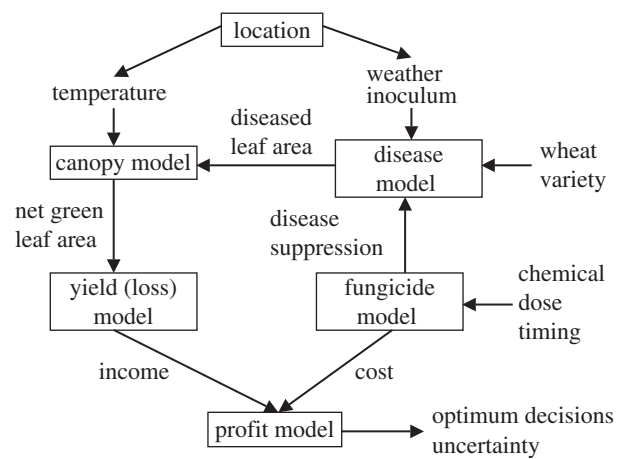 location
temperature
weather
inoculum
diseased
leaf area
canopy model
disease
model
wheat
variety
net green
leaf area
disease
suppression
yield (loss)
model
fungicide
model
chemical
dose
timing
income
cost
profit model
optimum decisions
uncertainty